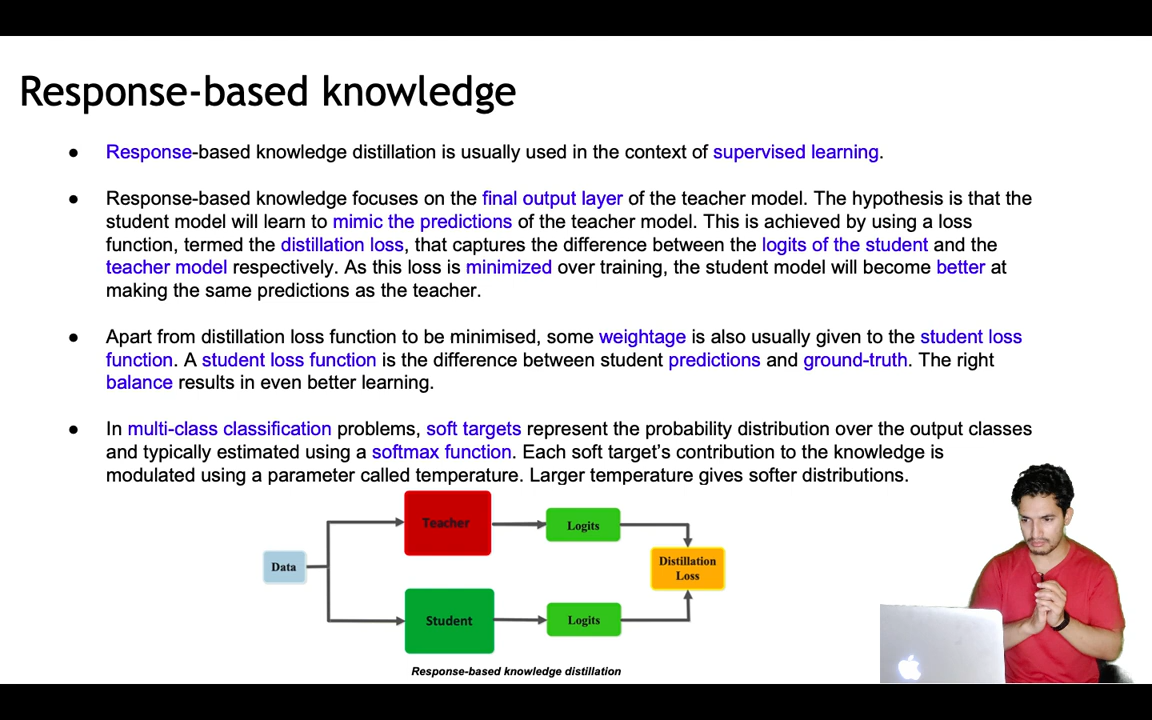 Response-based knowledge
● Response-based knowledge distillation is usually used in the context of supervised learning.
● Response-based knowledge focuses on the final output layer of the teacher model. The hypothesis is that the
student model will learn to mimic the predictions of the teacher model. This is achieved by using a loss
function, termed the distillation loss, that captures the difference between the logits of the student and the
teacher model respectively. As this loss is minimized over training, the student model will become better at
making the same predictions as the teacher.
● Apart from distillation loss function to be minimised, some weightage is also usually given to the student loss
function. A student loss function is the difference between student predictions and ground-truth. The right
balance results in even better learning.
● In multi-class classification problems, soft targets represent the probability distribution over the output classes
and typically estimated using a softmax function. Each soft target's contribution to the knowledge is
modulated using a parameter called temperature. Larger temperature gives softer distributions.
Teacher
Logits
Data
Distillation
Loss
Student
Logits
Response-based knowledge distillation